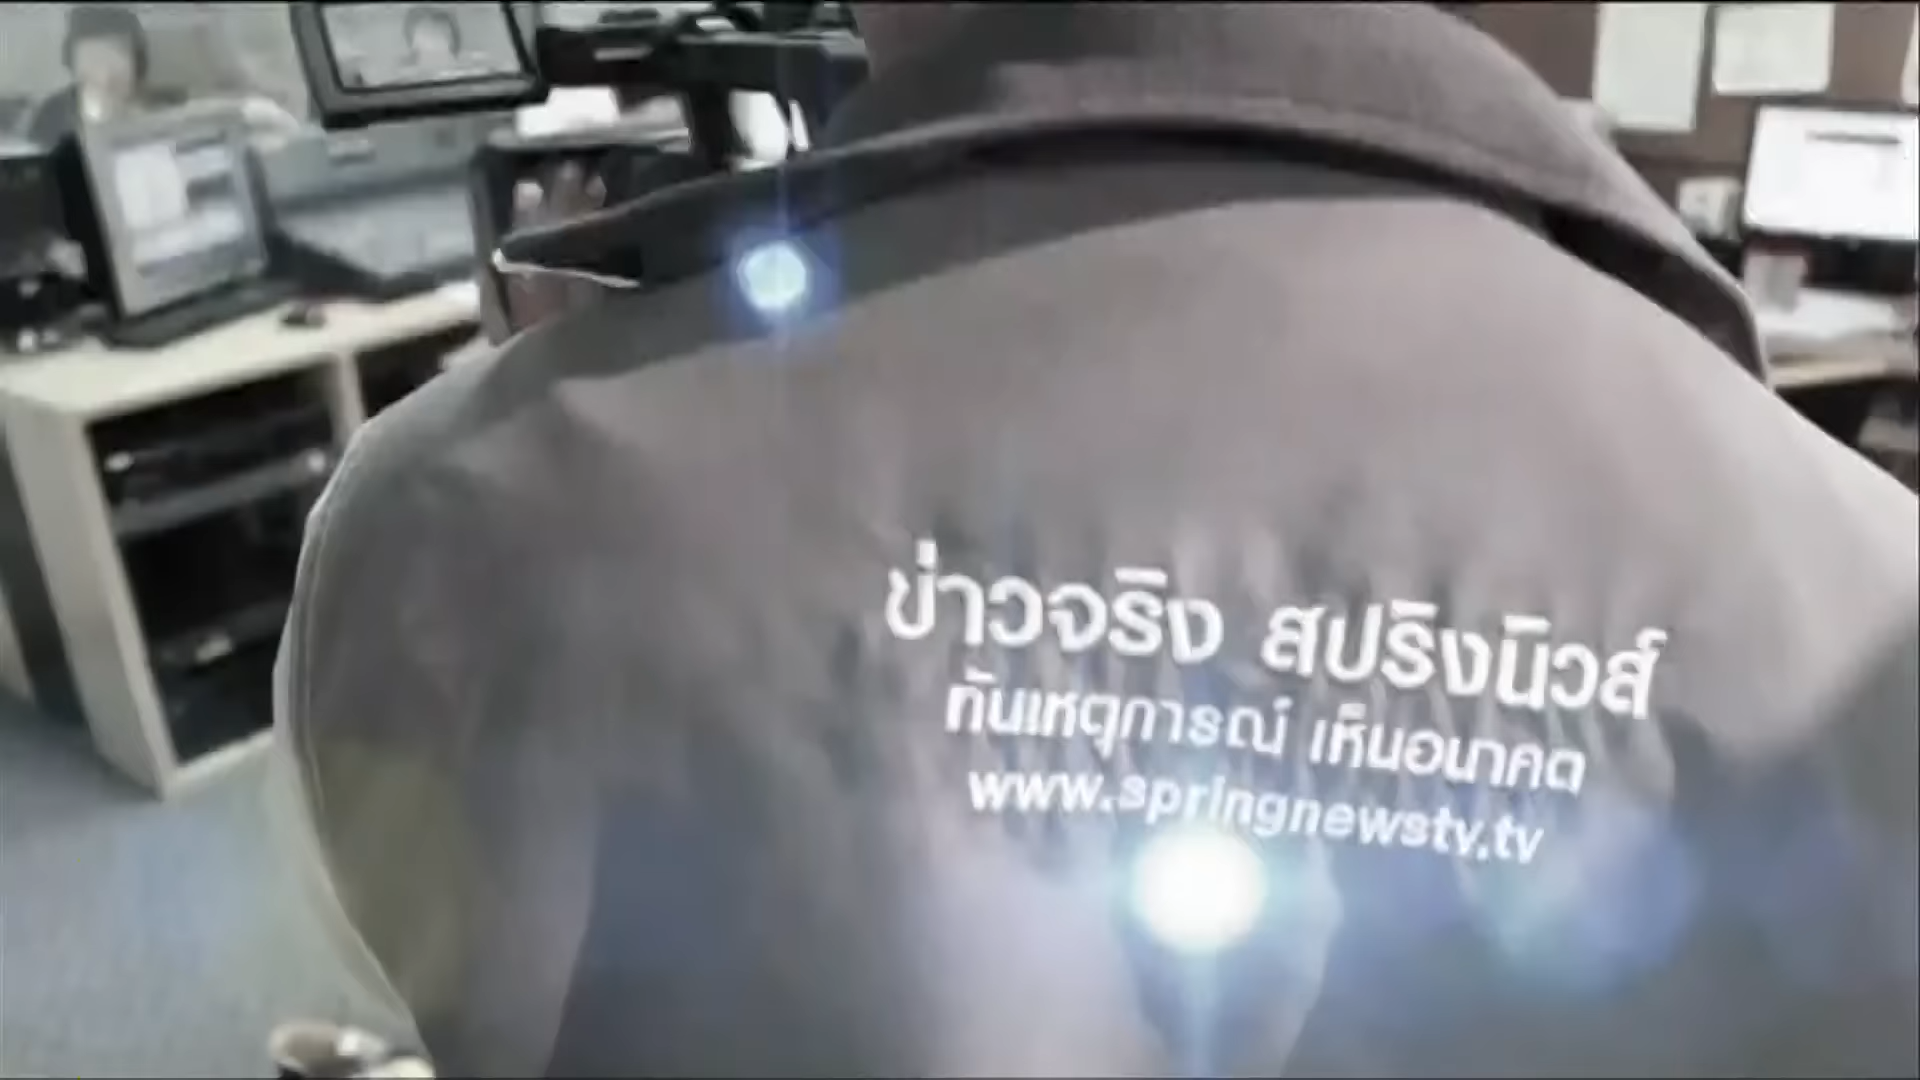 ข่าวจริง สปริงนิวส์
ทันเหตุการณ์ เห็นอนาคต
www.springnewstv.tv